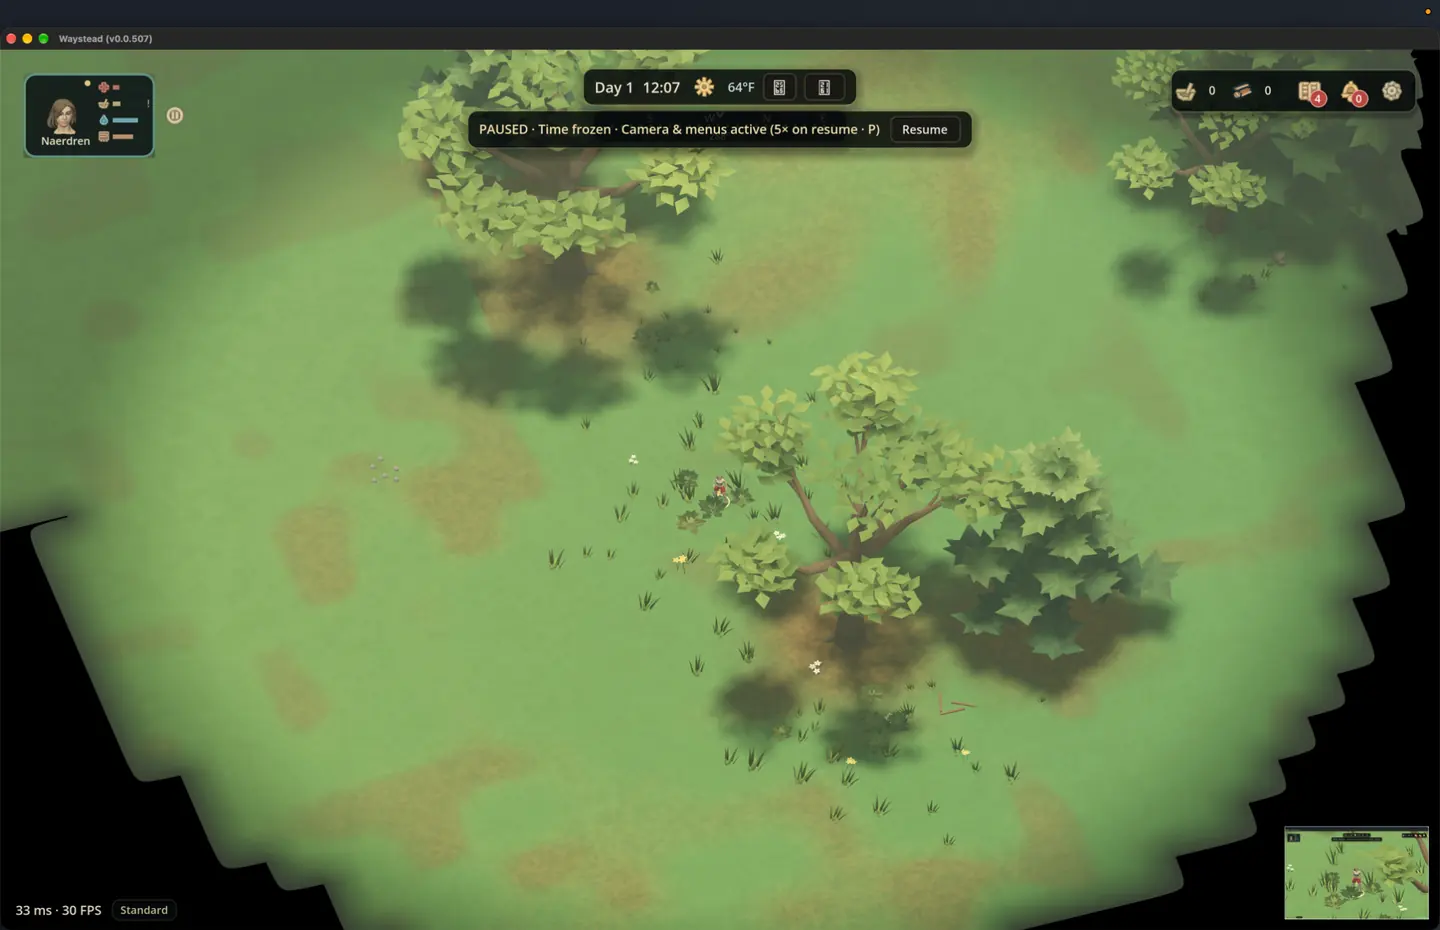 Waystead (v0.0.507)
Naerdren
!
Day 1 12:07 64°F
0 0 4 0
PAUSED · Time frozen · Camera & menus active (5× on resume · P) Resume
33 ms · 30 FPS Standard